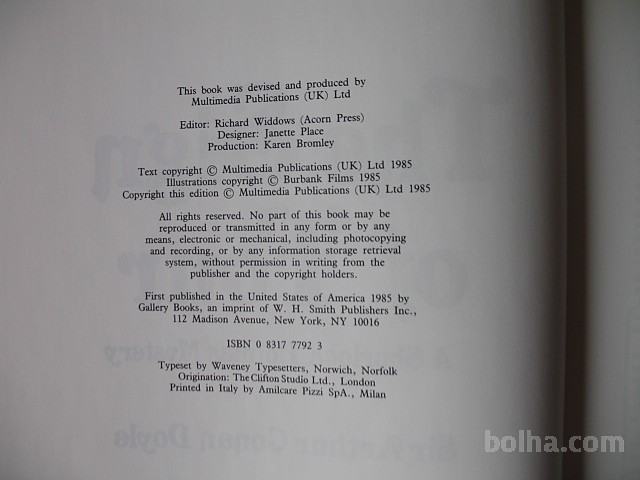 This book was devised and produced by
Multimedia Publications (UK) Ltd
Editor: Richard Widdows (Acorn Press)
Designer: Janette Place
Production: Karen Bromley
Text copyright © Multimedia Publications (UK) Ltd 1985
Illustrations copyright © Burbank Films 1985
Copyright this edition © Multimedia Publications (UK) Ltd 1985
All rights reserved. No part of this book may be
reproduced or transmitted in any form or by any
means, electronic or mechanical, including photocopying
and recording, or by any information storage retrieval
system, without permission in writing from the
publisher and the copyright holders.
First published in the United States of America 1985 by
Gallery Books, an imprint of W. H. Smith Publishers Inc.,
112 Madison Avenue, New York, NY 10016
ISBN 0 8317 7792 3
Typeset by Waveney Typesetters, Norwich, Norfolk
Origination: The Clifton Studio Ltd., London
Printed in Italy by Amilcare Pizzi SpA., Milan
A Sherlock Holmes Mystery
Sir Arthur Conan Doyle
bolha.com